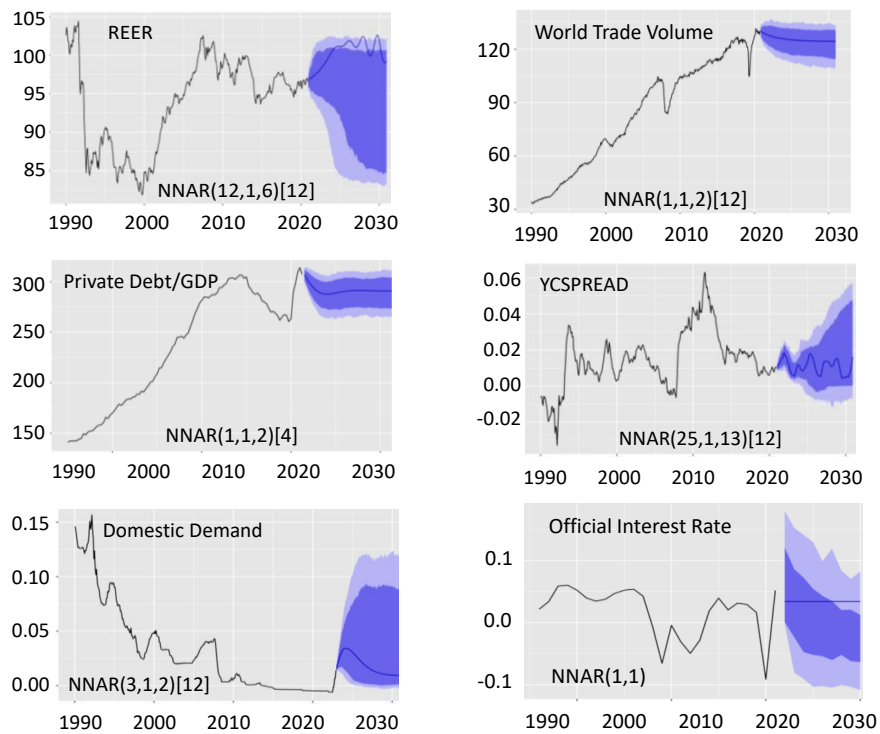 105
100
95
90
85
REER
NNAR(12,1,6)[12]
1990 2000 2010 2020 2030
120
90
60
30
World Trade Volume
NNAR(1,1,2)[12]
1990 2000 2010 2020 2030
300
250
200
150
Private Debt/GDP
NNAR(1,1,2)[4]
1990 2000 2010 2020 2030
0.06
0.04
0.02
0.00
-0.02
YCSPREAD
NNAR(25,1,13)[12]
1990 2000 2010 2020 2030
0.15
0.10
0.05
0.00
Domestic Demand
NNAR(3,1,2)[12]
1990 2000 2010 2020 2030
0.1
0.0
-0.1
Official Interest Rate
NNAR(1,1)
1990 2000 2010 2020 2030